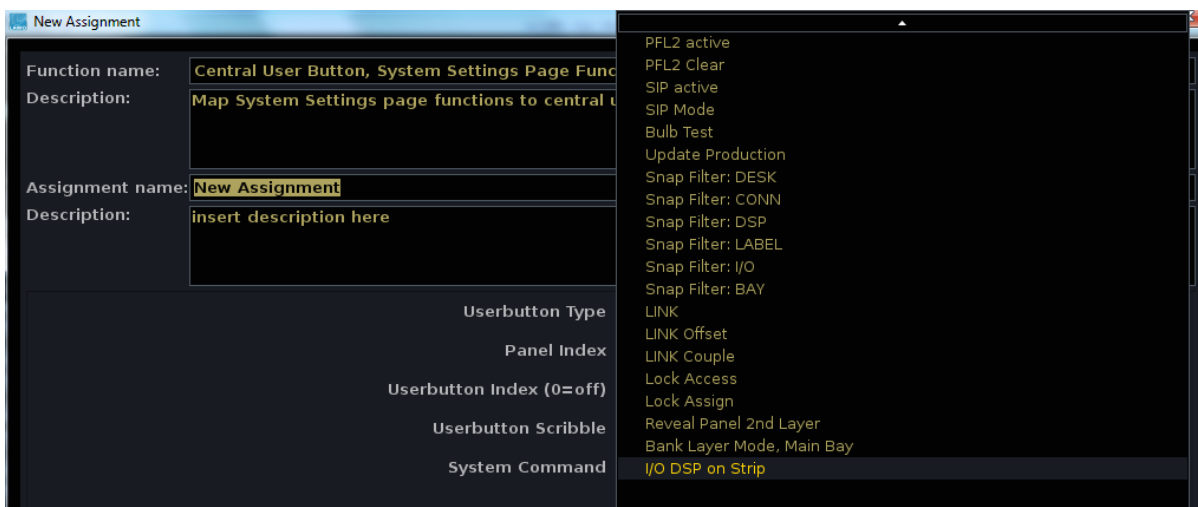 New Assignment
Function name:
Central User Button, System Settings Page Func
Description:
Map System Settings page functions to central u
Assignment name:
New Assignment
Description:
insert description here
Userbutton Type
Panel Index
Userbutton Index (0=off)
Userbutton Scribble
System Command
PFL2 active
PFL2 Clear
SIP active
SIP Mode
Bulb Test
Update Production
Snap Filter: DESK
Snap Filter: CONN
Snap Filter: DSP
Snap Filter: LABEL
Snap Filter: I/O
Snap Filter: BAY
LINK
LINK Offset
LINK Couple
Lock Access
Lock Assign
Reveal Panel 2nd Layer
Bank Layer Mode, Main Bay
I/O DSP on Strip